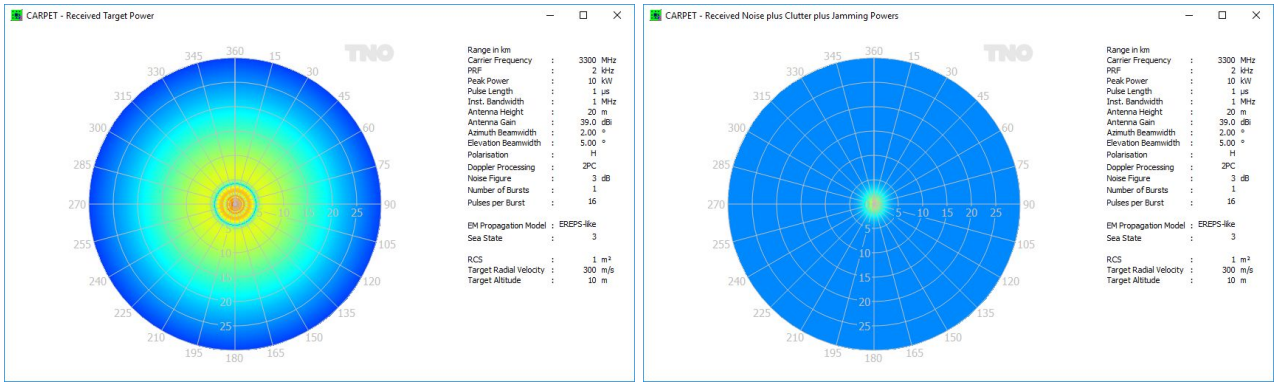 CARPET - Received Target Power
TNO
360
15
30
45
60
75
90
105
120
135
150
165
180
195
210
225
240
255
270
285
300
315
330
345
5
10
15
20
25
5
10
20
25
Range in km
Carrier Frequency : 3300 MHz
PRF : 2 kHz
Peak Power : 10 kW
Pulse Length : 1 µs
Inst. Bandwidth : 1 MHz
Antenna Height : 20 m
Antenna Gain : 39.0 dBi
Azimuth Beamwidth : 2.00 °
Elevation Beamwidth : 5.00 °
Polarisation : H
Doppler Processing : 2PC
Noise Figure : 3 dB
Number of Bursts : 1
Pulses per Burst : 16
EM Propagation Model : EREPS-like
Sea State : 3
RCS : 1 m²
Target Radial Velocity : 300 m/s
Target Altitude : 10 m
CARPET - Received Noise plus Clutter plus Jamming Powers
TNO
360
15
30
45
60
75
90
105
120
135
150
165
180
195
210
225
240
255
270
285
300
315
330
345
5
10
15
20
25
5
10
20
25
Range in km
Carrier Frequency : 3300 MHz
PRF : 2 kHz
Peak Power : 10 kW
Pulse Length : 1 µs
Inst. Bandwidth : 1 MHz
Antenna Height : 20 m
Antenna Gain : 39.0 dBi
Azimuth Beamwidth : 2.00 °
Elevation Beamwidth : 5.00 °
Polarisation : H
Doppler Processing : 2PC
Noise Figure : 3 dB
Number of Bursts : 1
Pulses per Burst : 16
EM Propagation Model : EREPS-like
Sea State : 3
RCS : 1 m²
Target Radial Velocity : 300 m/s
Target Altitude : 10 m